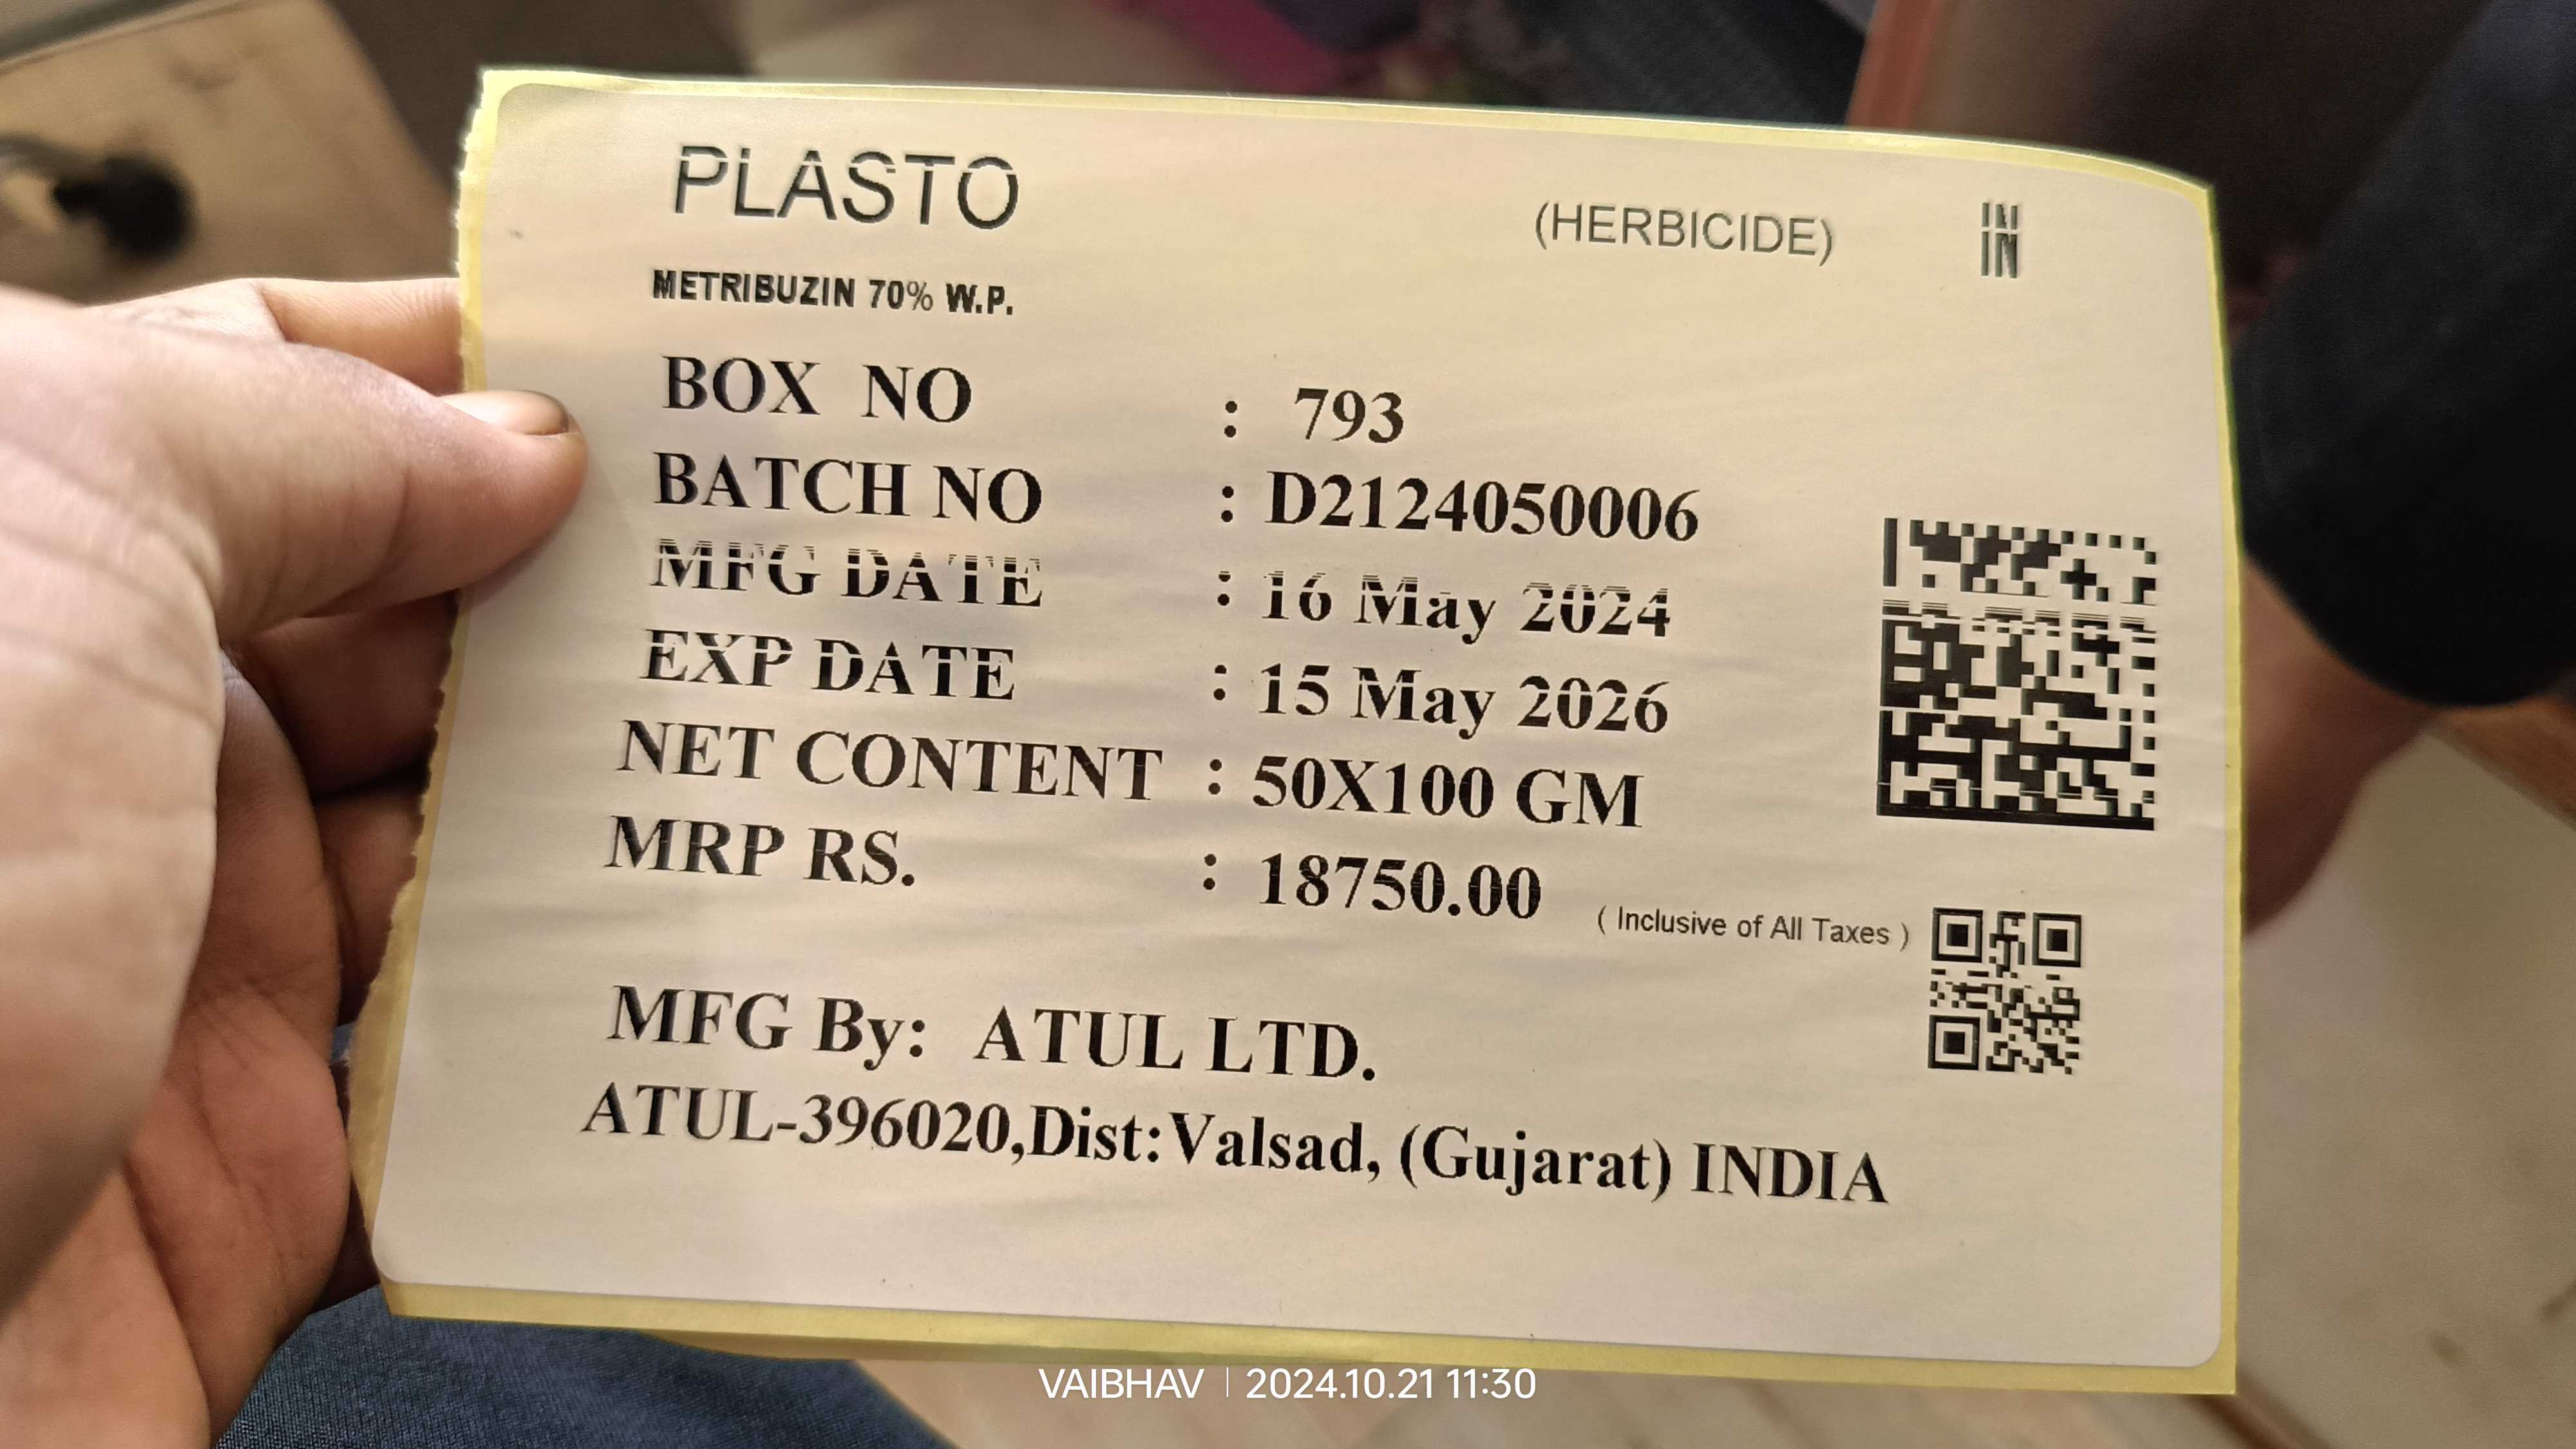 PLASTO
(HERBICIDE)
IN
IN
METRIBUZIN 70% W.P.
BOX NO : 793
BATCH NO : D2124050006
MFG DATE : 16 May 2024
EXP DATE : 15 May 2026
NET CONTENT : 50X100 GM
MRP RS. : 18750.00 ( Inclusive of All Taxes )
MFG By: ATUL LTD.
ATUL-396020,Dist:Valsad, (Gujarat) INDIA
VAIBHAV | 2024.10.21 11:30